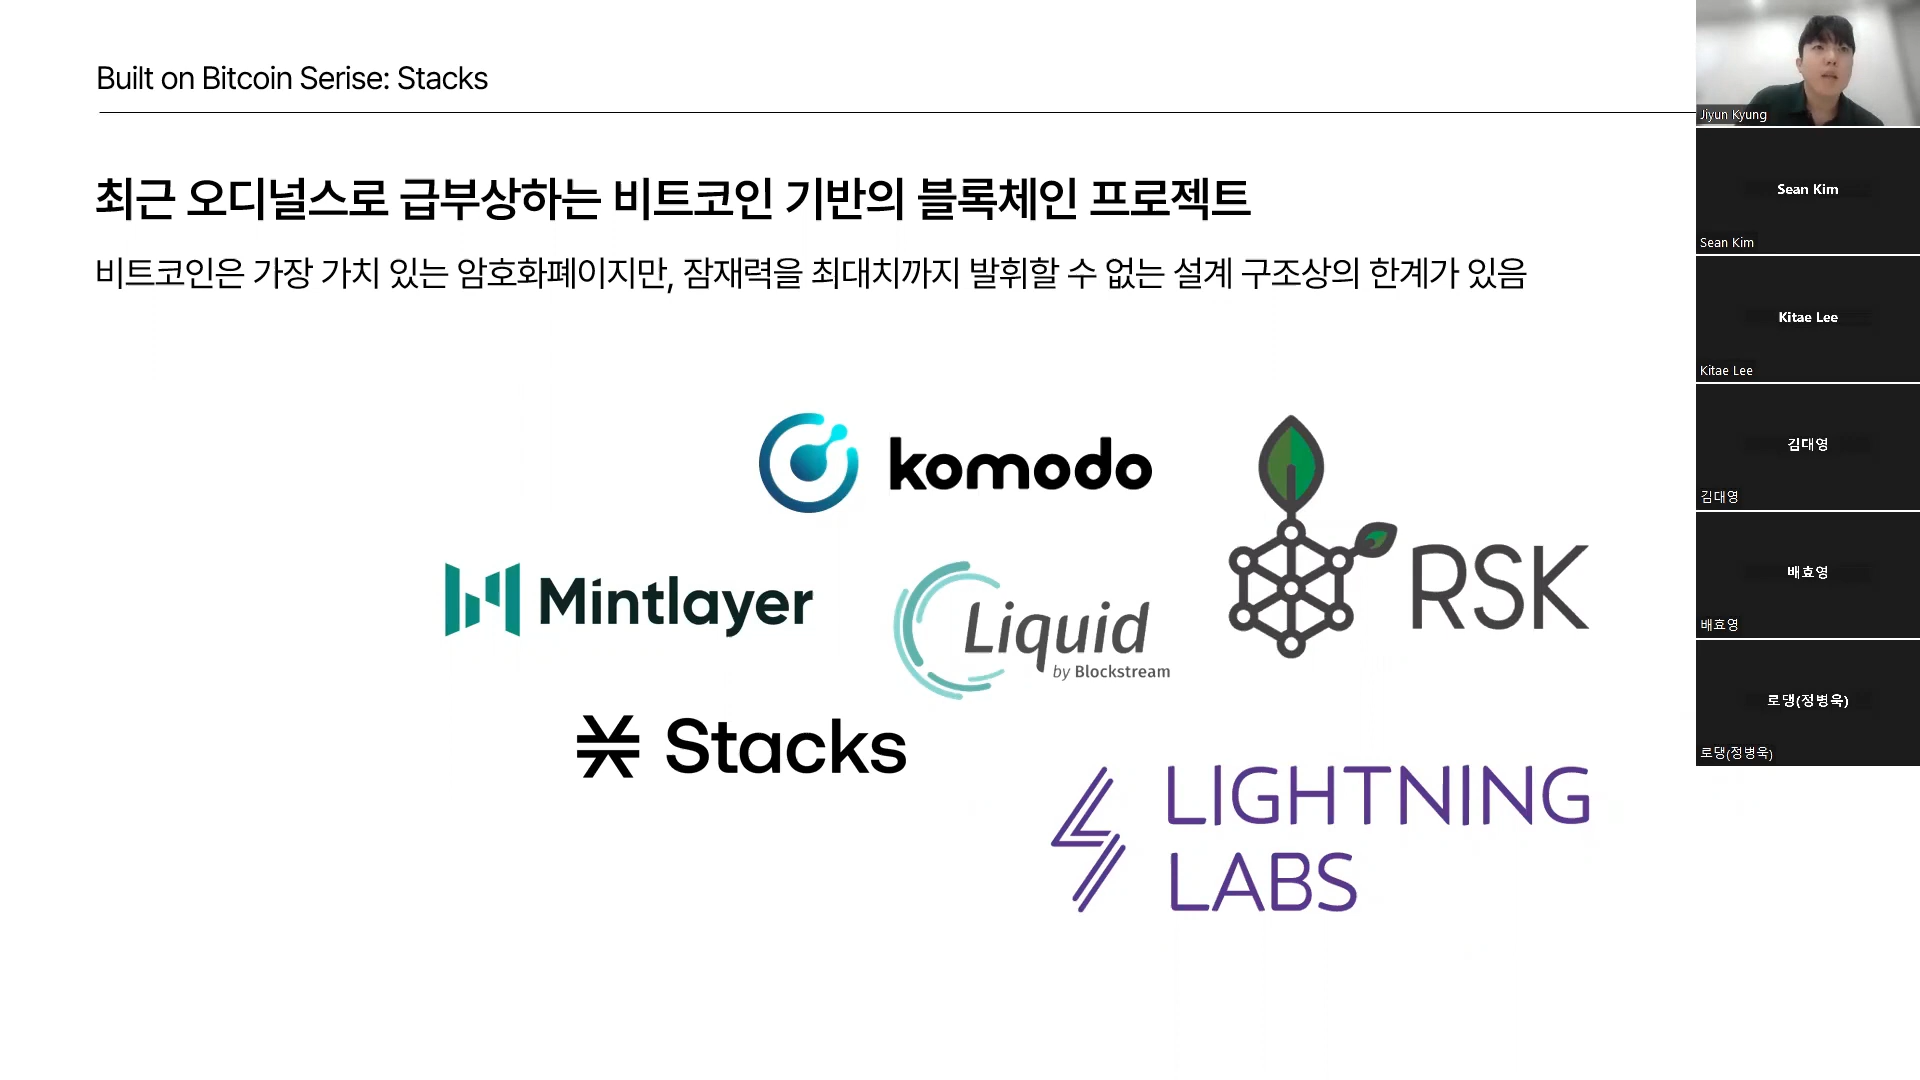 Built on Bitcoin Serise: Stacks
최근 오디널스로 급부상하는 비트코인 기반의 블록체인 프로젝트
비트코인은 가장 가치 있는 암호화폐이지만, 잠재력을 최대치까지 발휘할 수 없는 설계 구조상의 한계가 있음
komodo
RSK
Mintlayer
Liquid
by Blockstream
Stacks
LIGHTNING
LABS
Jiyun Kyung
Sean Kim
Sean Kim
Kitae Lee
Kitae Lee
김대영
김대영
배효영
배효영
로댕(정병욱)
로댕(정병욱)